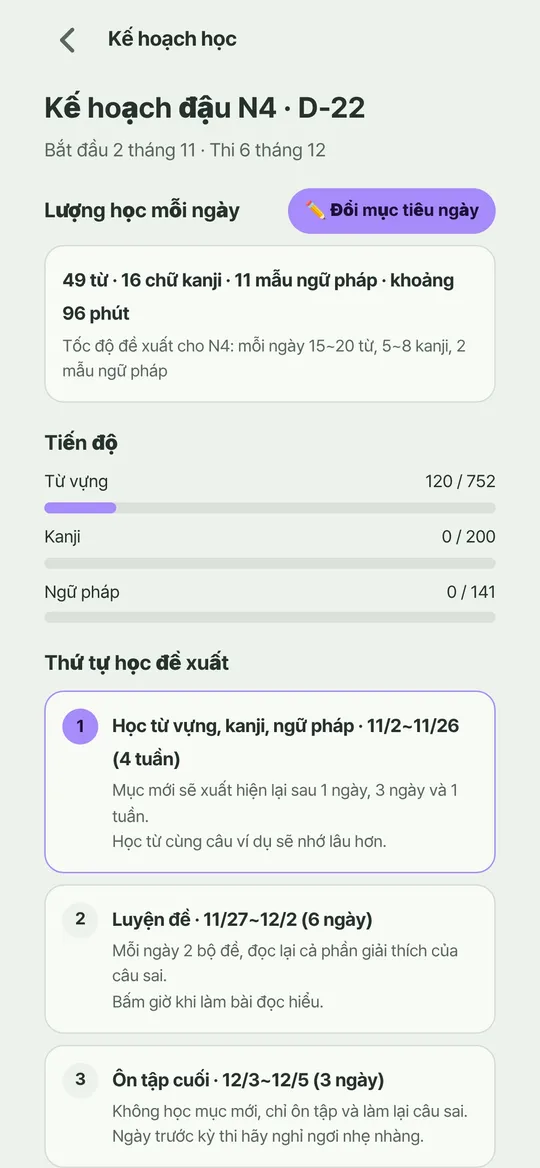 Kế hoạch học
Kế hoạch đậu N4 · D-22
Bắt đầu 2 tháng 11 · Thi 6 tháng 12
Lượng học mỗi ngày
✏️ Đổi mục tiêu ngày
49 từ · 16 chữ kanji · 11 mẫu ngữ pháp · khoảng
96 phút
Tốc độ đề xuất cho N4: mỗi ngày 15~20 từ, 5~8 kanji, 2
mẫu ngữ pháp
Tiến độ
Từ vựng 120 / 752
Kanji 0 / 200
Ngữ pháp 0 / 141
Thứ tự học đề xuất
1 Học từ vựng, kanji, ngữ pháp · 11/2~11/26
(4 tuần)
Mục mới sẽ xuất hiện lại sau 1 ngày, 3 ngày và 1
tuần.
Học từ cùng câu ví dụ sẽ nhớ lâu hơn.
2 Luyện đề · 11/27~12/2 (6 ngày)
Mỗi ngày 2 bộ đề, đọc lại cả phần giải thích của
câu sai.
Bấm giờ khi làm bài đọc hiểu.
3 Ôn tập cuối · 12/3~12/5 (3 ngày)
Không học mục mới, chỉ ôn tập và làm lại câu sai.
Ngày trước kỳ thi hãy nghỉ ngơi nhẹ nhàng.